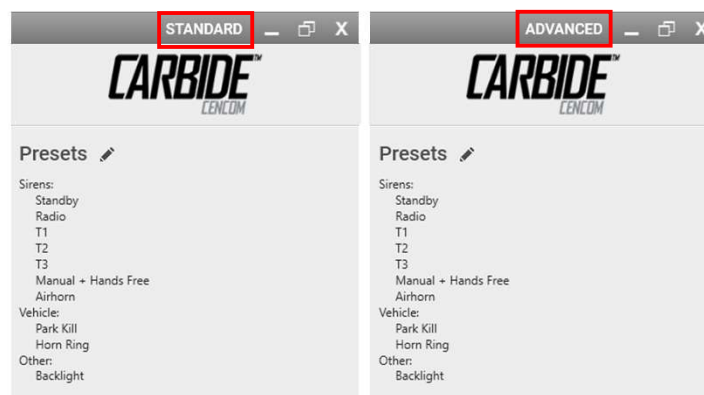 STANDARD
CARBIDE™
CENCOM
Presets
Sirens:
Standby
Radio
T1
T2
T3
Manual + Hands Free
Airhorn
Vehicle:
Park Kill
Horn Ring
Other:
Backlight
ADVANCED
CARBIDE™
CENCOM
Presets
Sirens:
Standby
Radio
T1
T2
T3
Manual + Hands Free
Airhorn
Vehicle:
Park Kill
Horn Ring
Other:
Backlight